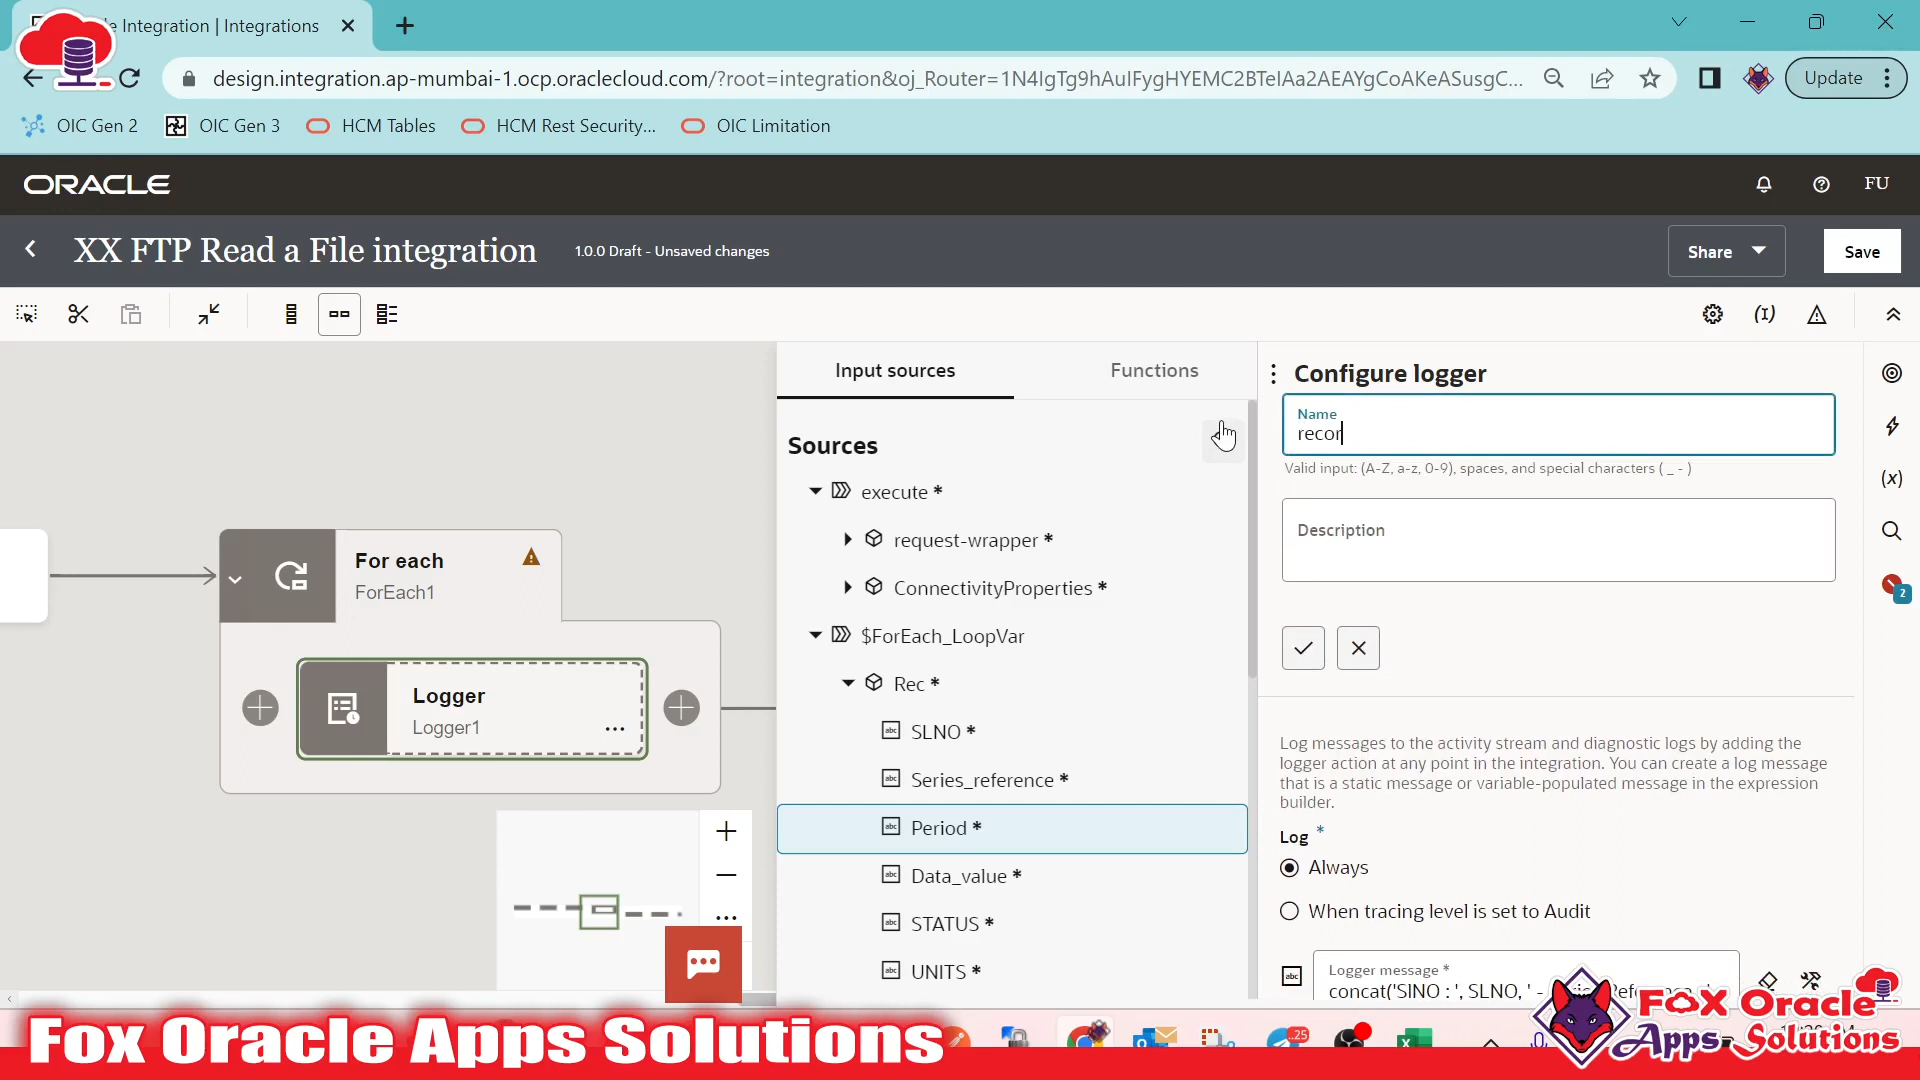 e Integration | Integrations
design.integration.ap-mumbai-1.ocp.oraclecloud.com/?root=integration&oj_Router=1N4IgTg9hAuIFygHYEMC2BTeIAa2AEAYgCoAKeASusgC...
Update
OIC Gen 2
OIC Gen 3
HCM Tables
HCM Rest Security...
OIC Limitation
ORACLE
FU
XX FTP Read a File integration
1.0.0 Draft - Unsaved changes
Share
Save
Input sources
Functions
Configure logger
Name
recor
Valid input: (A-Z, a-z, 0-9), spaces, and special characters ( _ - )
Description
Sources
execute *
request-wrapper *
ConnectivityProperties *
$ForEach_LoopVar
Rec *
SLNO *
Series_reference *
Period *
Data_value *
STATUS *
UNITS *
For each
ForEach1
Logger
Logger1
...
2
Log messages to the activity stream and diagnostic logs by adding the
logger action at any point in the integration. You can create a log message
that is a static message or variable-populated message in the expression
builder.
Log *
Always
When tracing level is set to Audit
Logger message *
concat('SINO : ', SLNO, ' -
Fox Oracle Apps Solutions
25
Fox Oracle
Apps Solutions